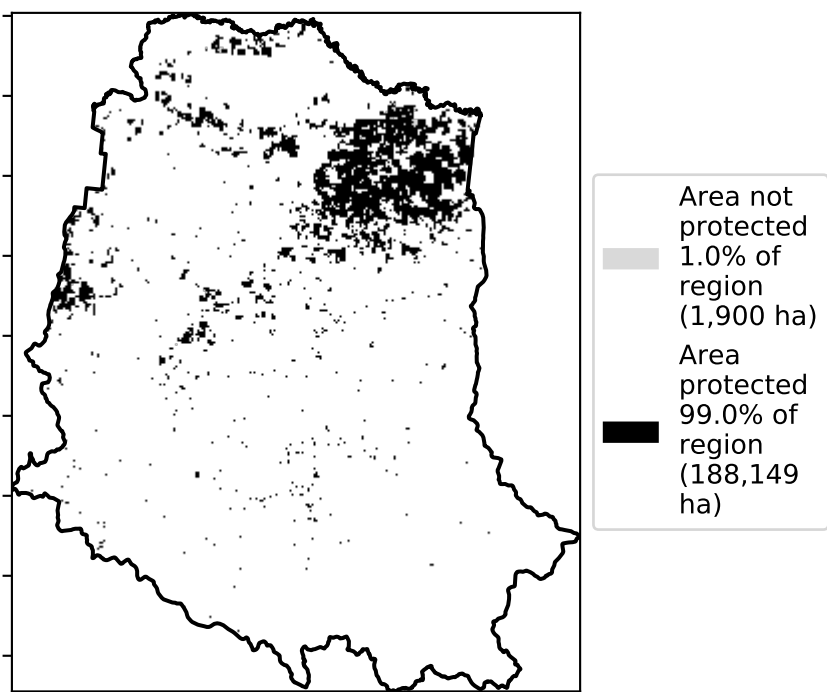 Area not
protected
1.0% of
region
(1,900 ha)
Area
protected
99.0% of
region
(188,149
ha)